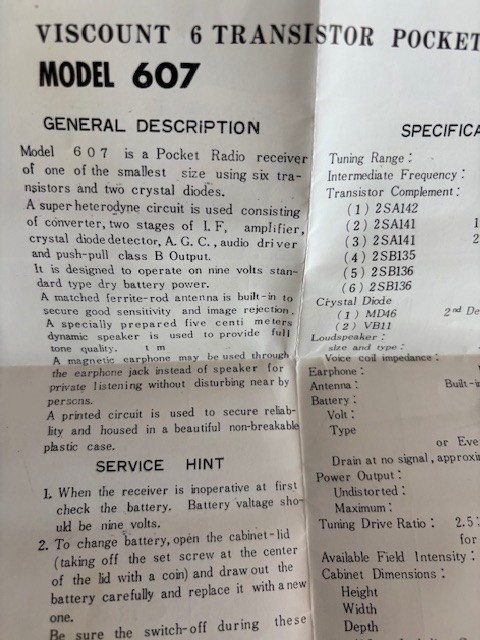 VISCOUNT 6 TRANSISTOR POCKET
MODEL 607
GENERAL DESCRIPTION
Model 607 is a Pocket Radio receiver
of one of the smallest size using six tra-
nsistors and two crystal diodes.
A super heterodyne circuit is used consisting
of converter, two stages of I.F, amplifier,
crystal diode detector, A.G.C., audio driver
and push-pull class B Output.
It is designed to operate on nine volts stan-
dard type dry battery power.
A matched ferrite-rod antenna is built-in to
secure good sensitivity and image rejection.
A specially prepared five centi meters
dynamic speaker is used to provide full
tone quality. t m
A magnetic earphone may be used through
the earphone jack instead of speaker for
private listening without disturbing near by
persons.
A printed circuit is used to secure reliab-
lity and housed in a beautiful non-breakable
plastic case.
SERVICE HINT
1. When the receiver is inoperative at first
check the battery. Battery valtage sho-
uld be nine volts.
2. To change battery, open the cabinet-lid
(taking off the set screw at the center
of the lid with a coin) and draw out the
battery carefully and replace it with a new
one.
Be sure the switch-off during these
SPECIFICA
Tuning Range:
Intermediate Frequency:
Transistor Complement:
(1) 2SA142
(2) 2SA141 1
(3) 2SA141 2
(4) 2SB135
(5) 2SB136
(6) 2SB136
Crystal Diode
(1) MD46 2nd De
(2) VB11
Loudspeaker:
size and type:
Voice coil impedance:
Earphone:
Antenna: Built-i
Battery:
Volt:
Type
or Eve
Drain at no signal, approxi
Power Output:
Undistorted:
Maximum:
Tuning Drive Ratio: 2.5:
for
Available Field Intensity:
Cabinet Dimensions:
Height
Width
Depth